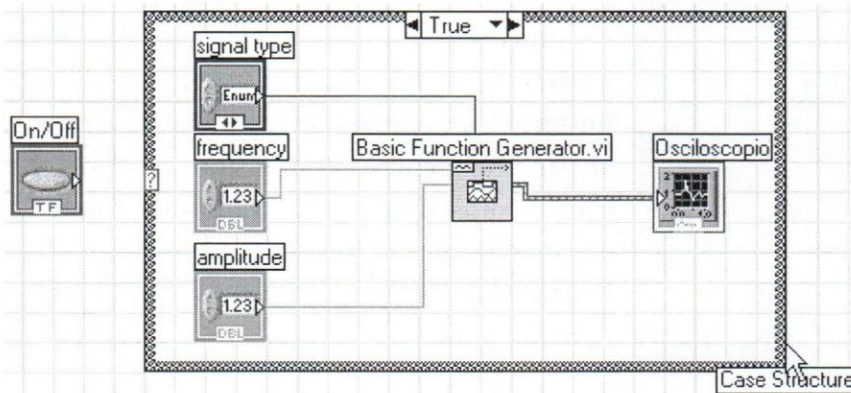 True
signal type
Enum
On/Off
TF
frequency
1.23
DBL
Basic Function Generator.vi
Osciloscopio
?
amplitude
1.23
DBL
Case Structure